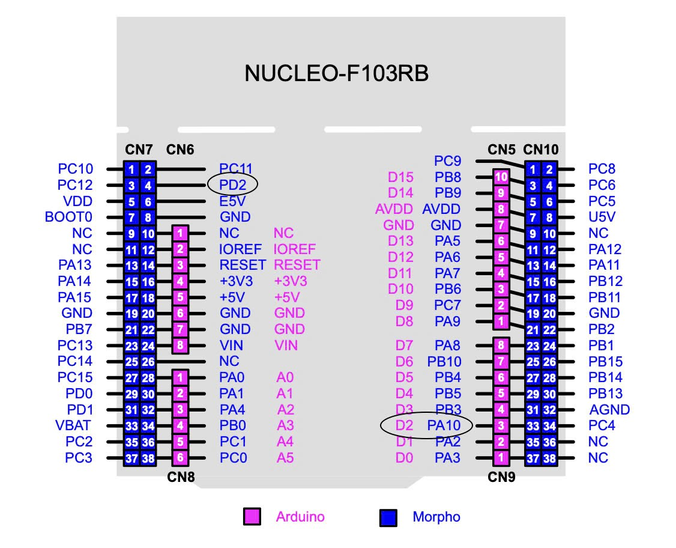 NUCLEO-F103RB
CN7 CN6 CN5 CN10
PC9
PC10 1 2 PC11 1 2 PC8
PC12 3 4 PD2 D15 PB8 10 3 4 PC6
VDD 5 6 E5V D14 PB9 9 5 6 PC5
BOOT0 7 8 GND AVDD AVDD 8 7 8 U5V
NC 9 10 1 NC NC GND GND 7 9 10 NC
NC 11 12 2 IOREF IOREF D13 PA5 6 11 12 PA12
PA13 13 14 3 RESET RESET D12 PA6 5 13 14 PA11
PA14 15 16 4 +3V3 +3V3 D11 PA7 4 15 16 PB12
PA15 17 18 5 +5V +5V D10 PB6 3 17 18 PB11
GND 19 20 6 GND GND D9 PC7 2 19 20 GND
PB7 21 22 7 GND GND D8 PA9 1 21 22 PB2
PC13 23 24 8 VIN VIN D7 PA8 8 23 24 PB1
PC14 25 26 NC D6 PB10 7 25 26 PB15
PC15 27 28 1 PA0 A0 D5 PB4 6 27 28 PB14
PD0 29 30 2 PA1 A1 D4 PB5 5 29 30 PB13
PD1 31 32 3 PA4 A2 D3 PB3 4 31 32 AGND
VBAT 33 34 4 PB0 A3 D2 PA10 3 33 34 PC4
PC2 35 36 5 PC1 A4 D1 PA2 2 35 36 NC
PC3 37 38 6 PC0 A5 D0 PA3 1 37 38 NC
CN8 CN9
Arduino Morpho